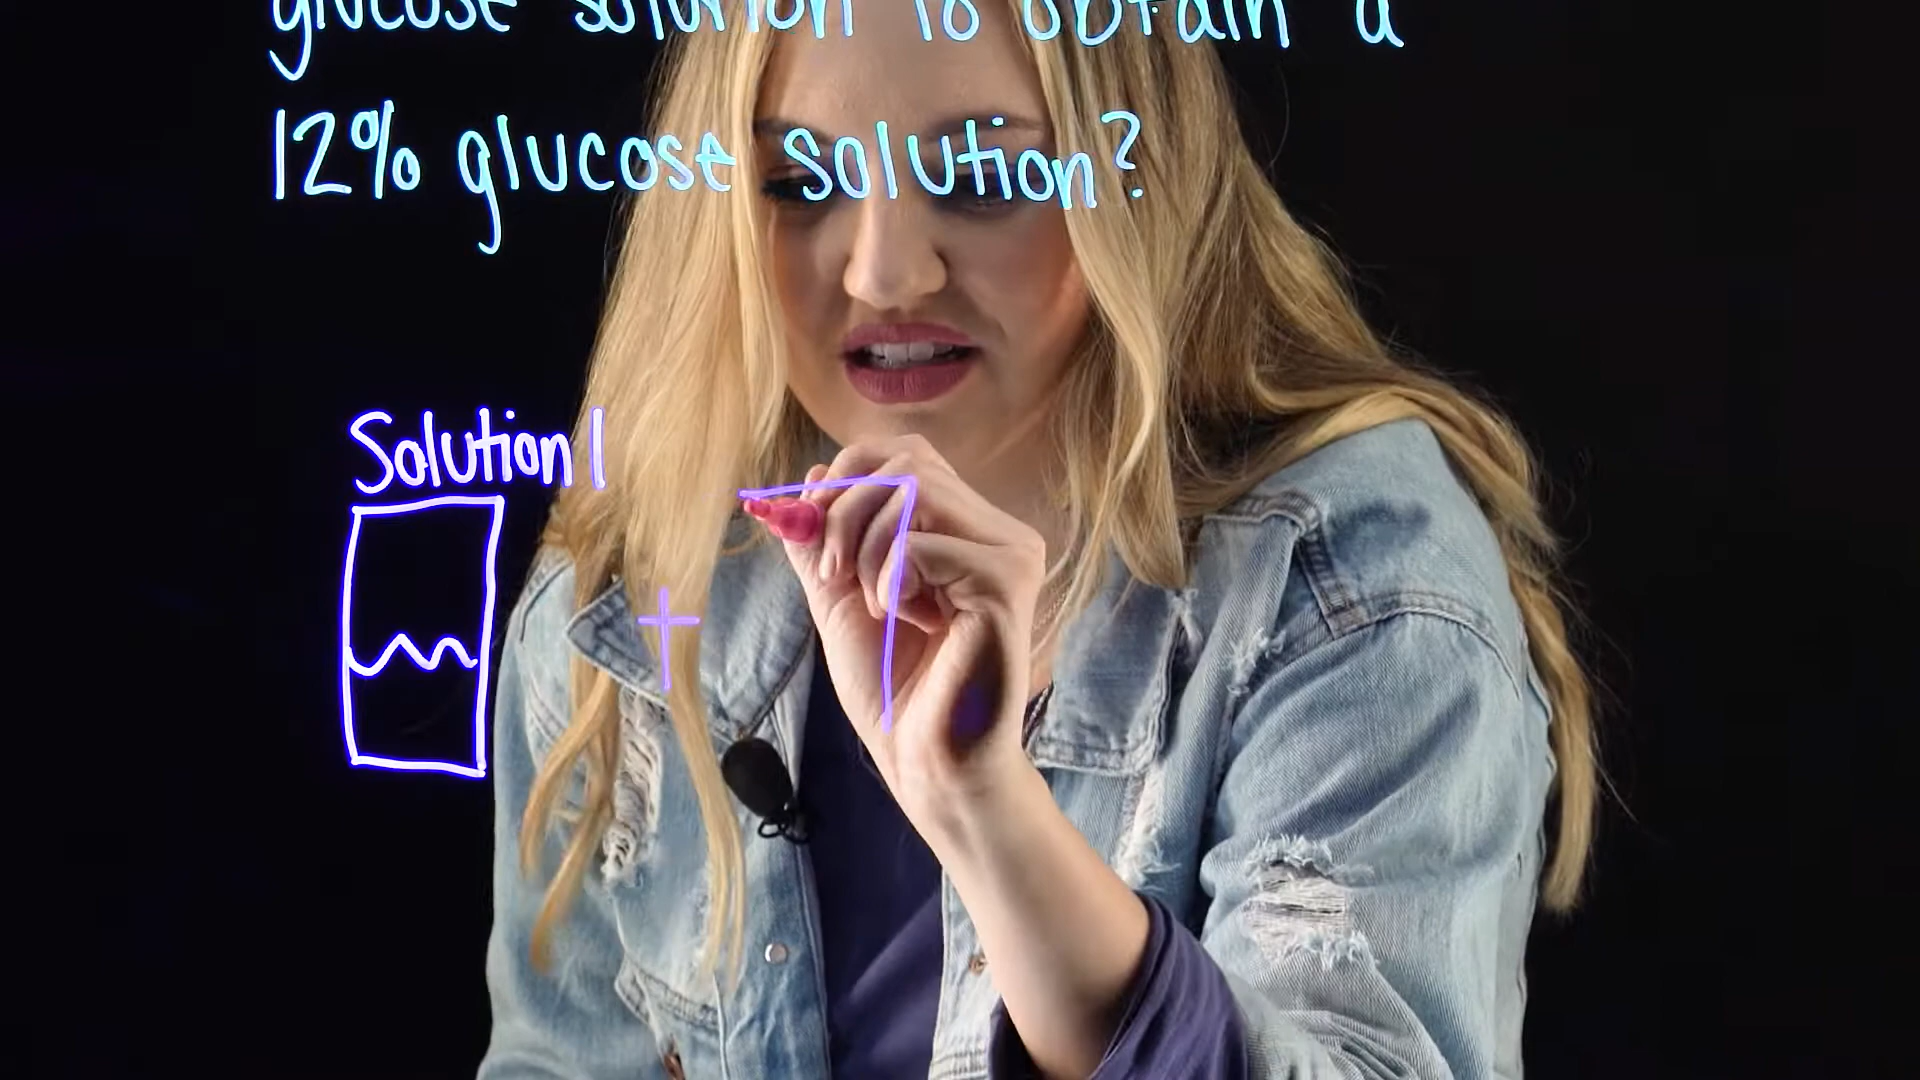 glucose solution to obtain a
12% glucose solution?
Solution 1
+